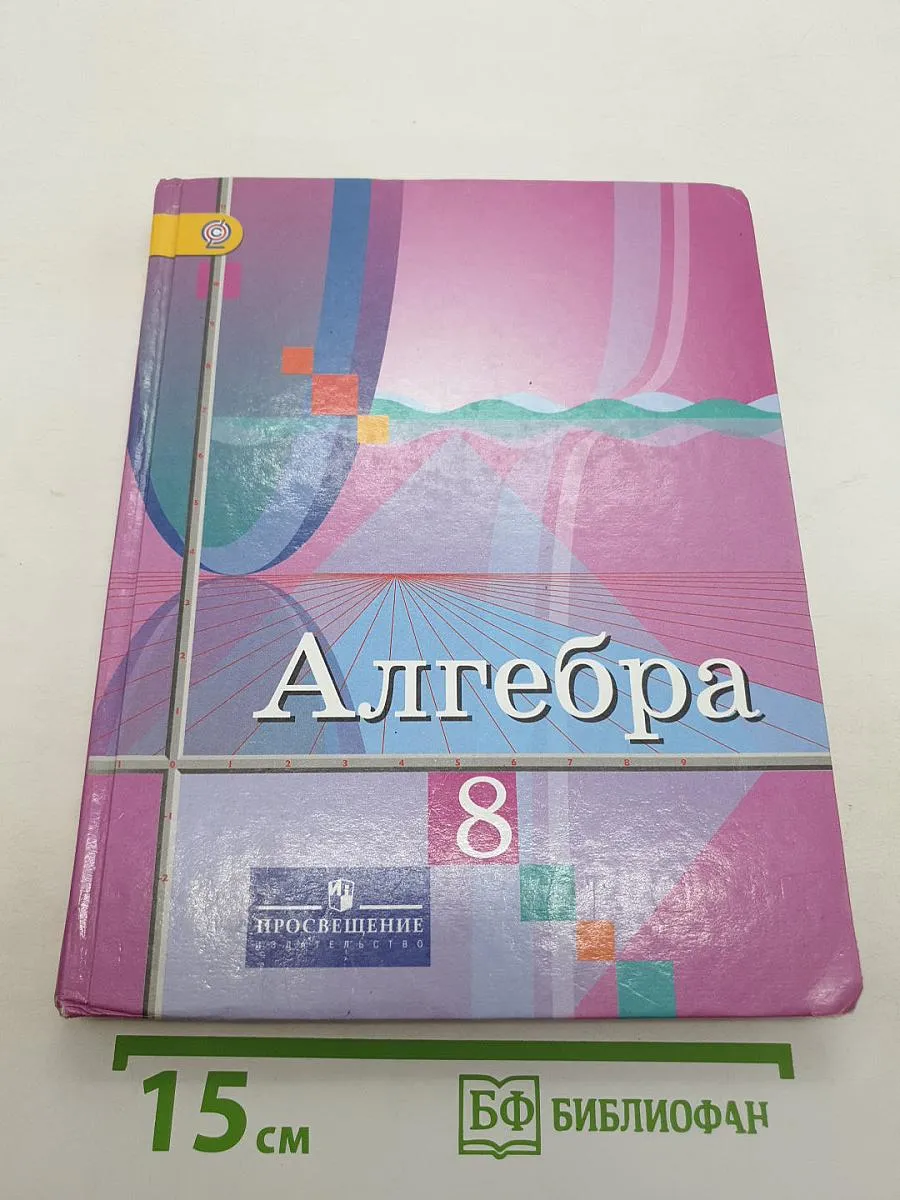 Алгебра
8
ПРОСВЕЩЕНИЕ
ИЗДАТЕЛЬСТВО
15 см
БФ БИБЛИОФАН